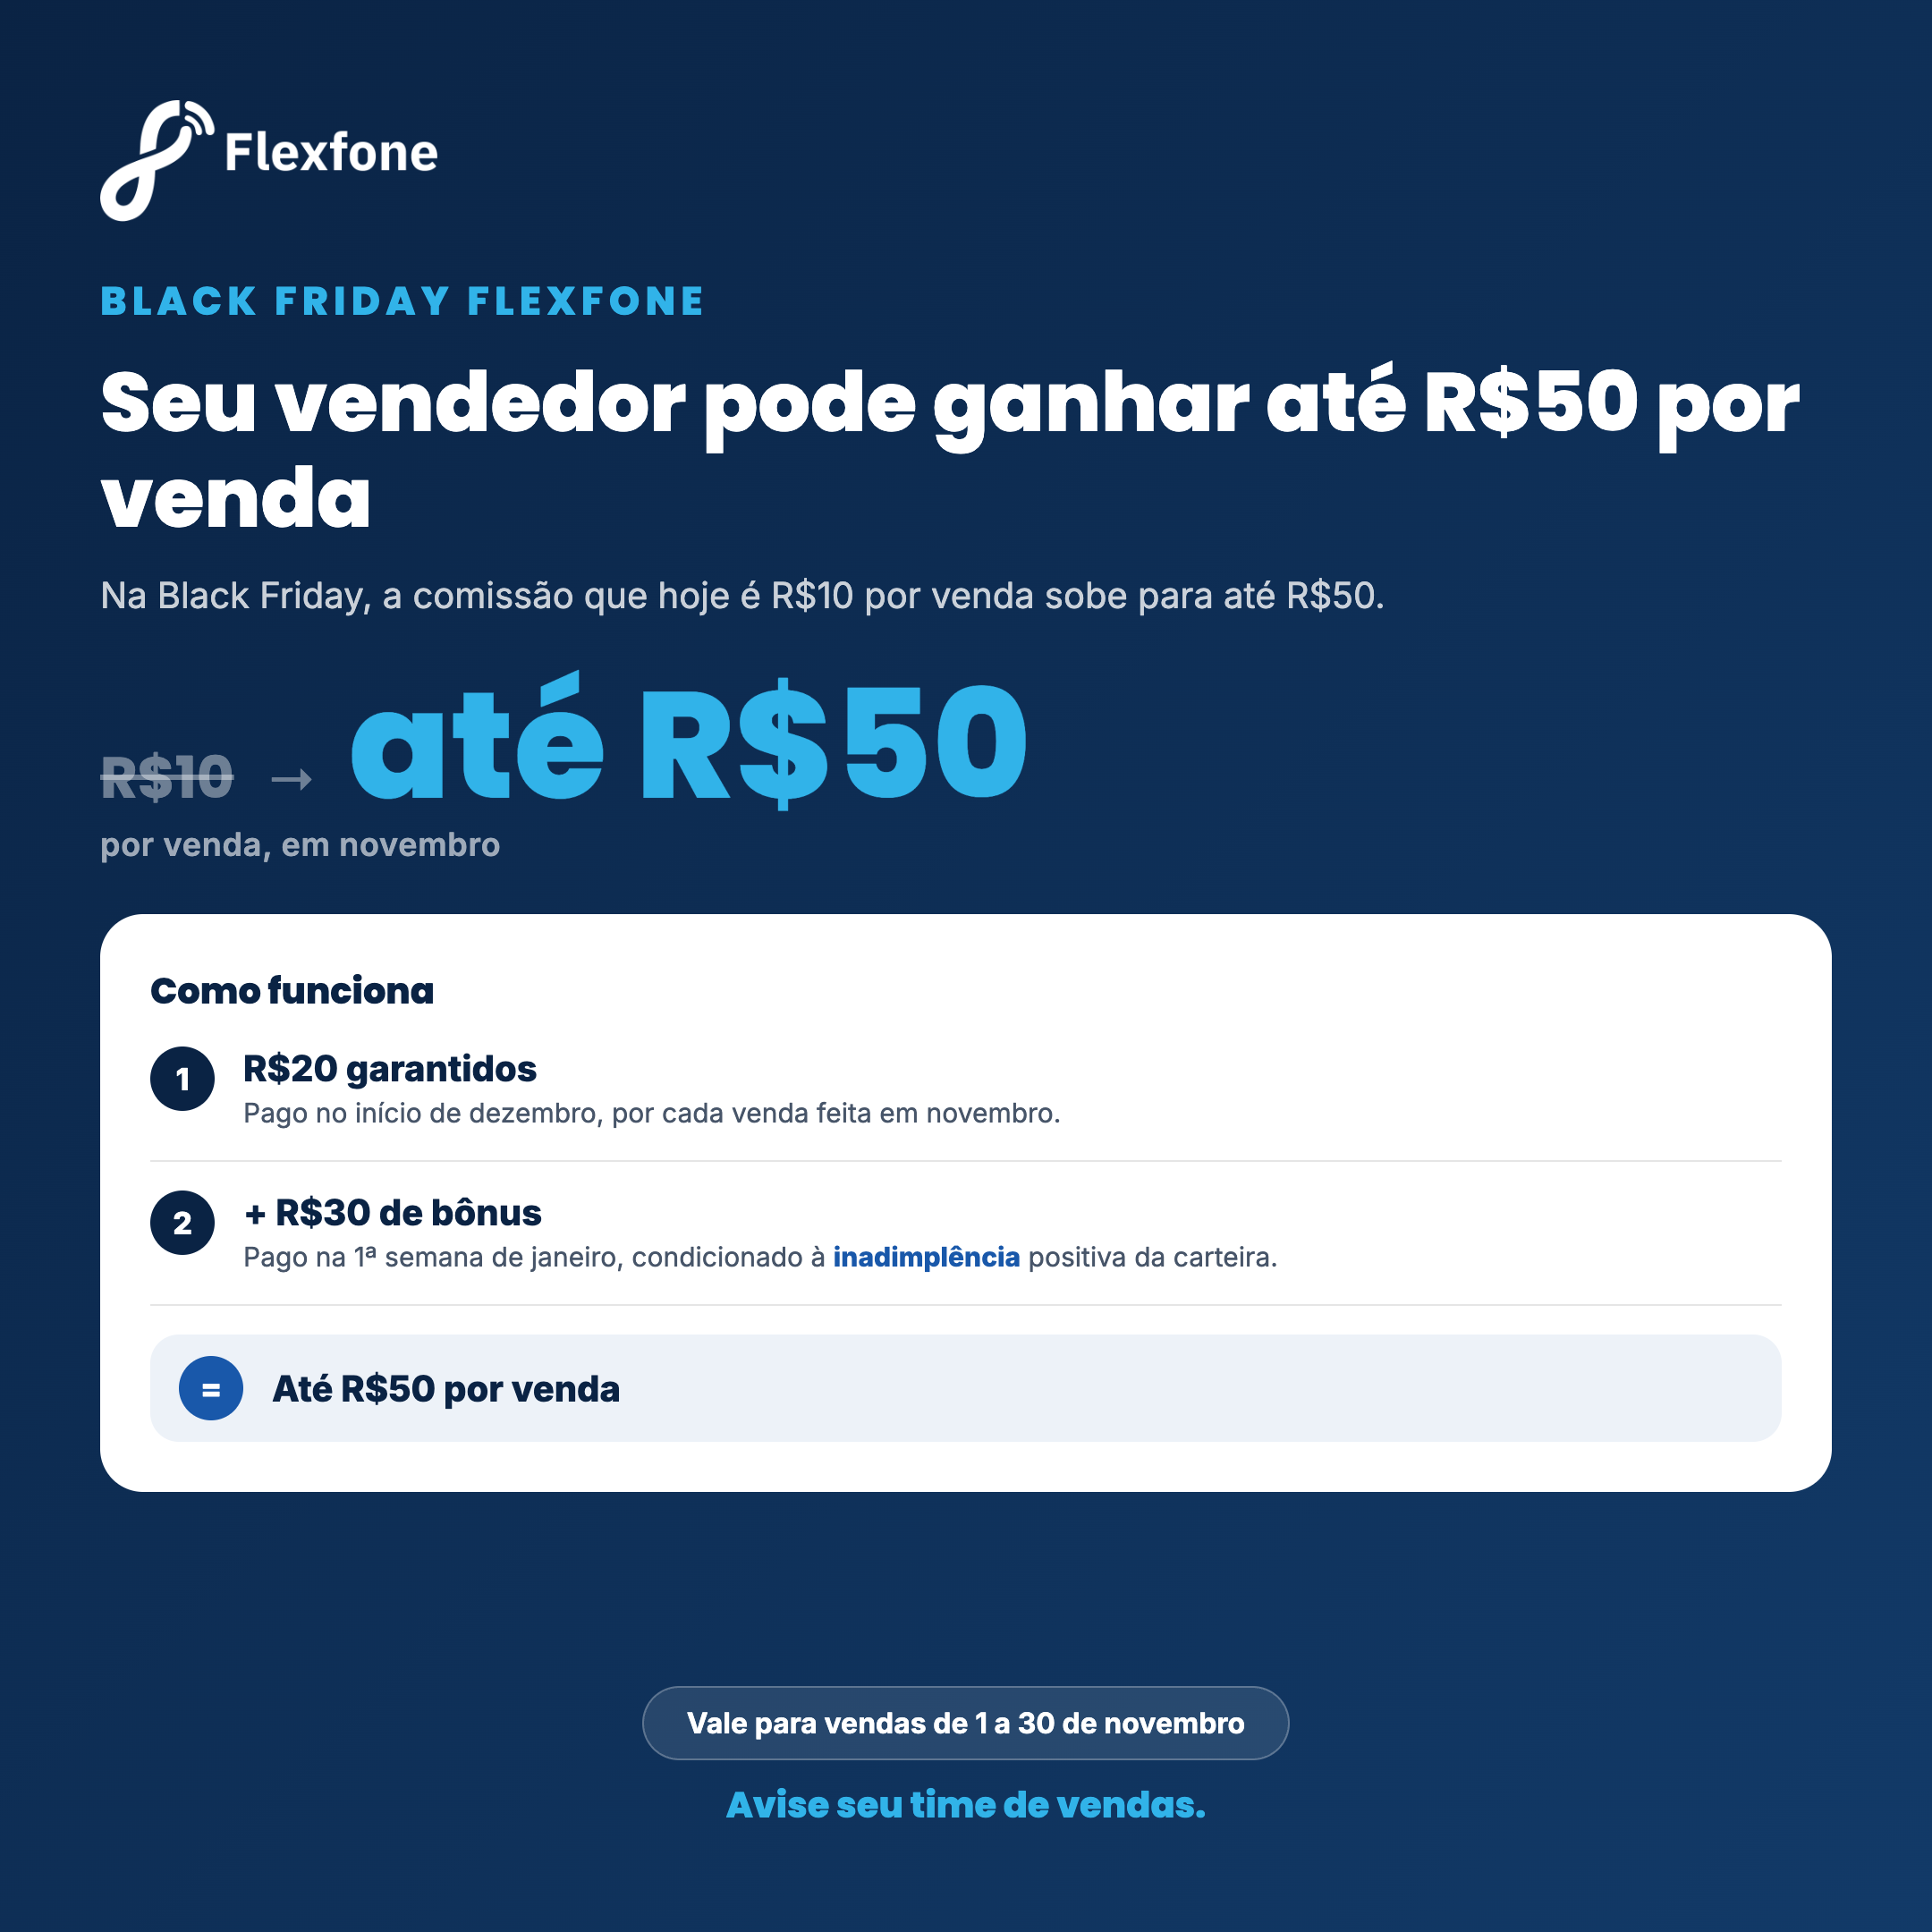 Flexfone
BLACK FRIDAY FLEXFONE
Seu vendedor pode ganhar até R$50 por
venda
Na Black Friday, a comissão que hoje é R$10 por venda sobe para até R$50.
R$10 → até R$50
por venda, em novembro
Como funciona
1 R$20 garantidos
Pago no início de dezembro, por cada venda feita em novembro.
2 + R$30 de bônus
Pago na 1ª semana de janeiro, condicionado à inadimplência positiva da carteira.
= Até R$50 por venda
Vale para vendas de 1 a 30 de novembro
Avise seu time de vendas.